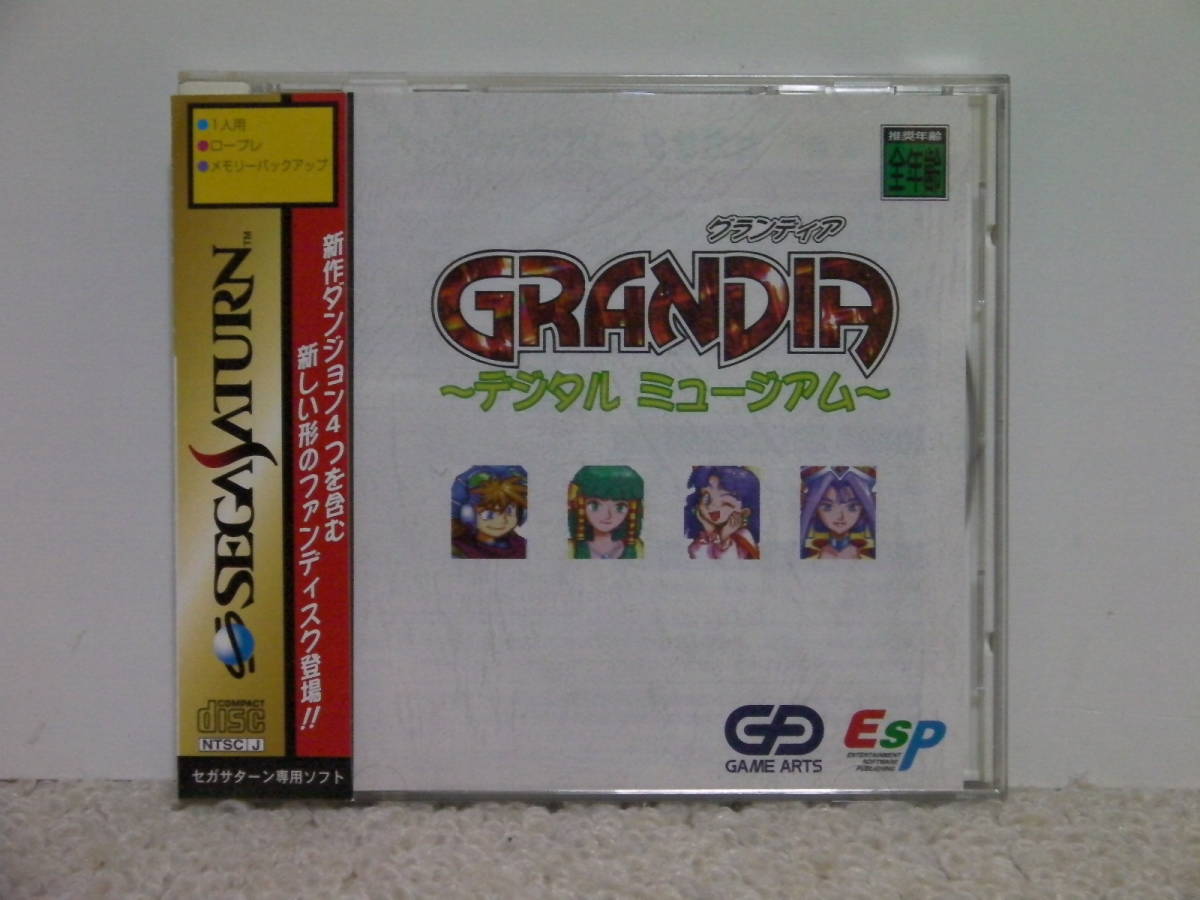 1人用
ロープレ
メモリーバックアップ
新作ダンジョン4つを含む
新しい形のファンディスク登場!!
SEGA SATURN™
COMPACT
disc
NTSC J
セガサターン専用ソフト
推奨年齢
全年齢
グランディア
GRANDIA
～デジタル ミュージアム～
GAME ARTS
ESP
ENTERTAINMENT
SOFTWARE
PUBLISHING